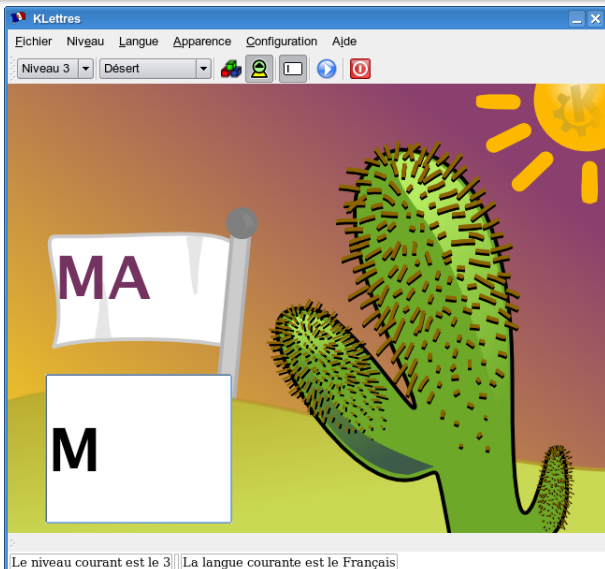 KLettres
Fichier Niveau Langue Apparence Configuration Aide
Niveau 3 Désert
MA
M
Le niveau courant est le 3 La langue courante est le Français